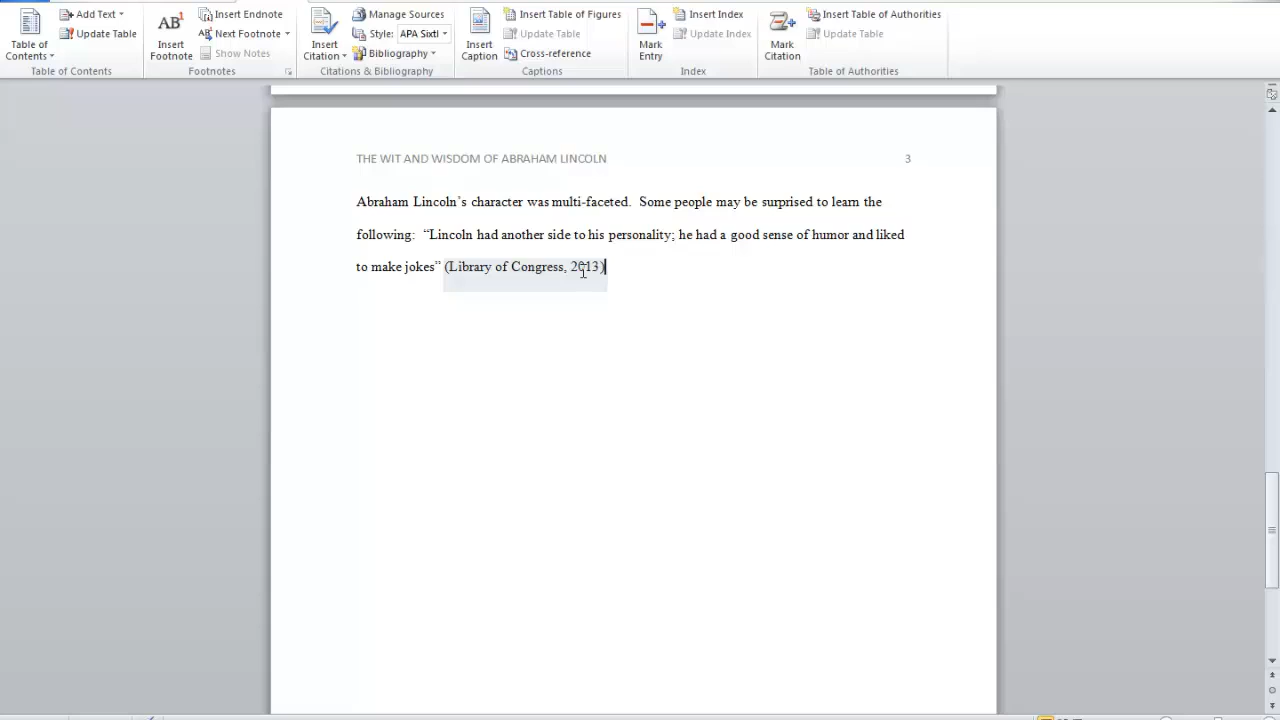 Add Text
Insert Endnote
Manage Sources
Insert Table of Figures
Insert Index
Insert Table of Authorities
AB1
Update Table
Next Footnote
Style: APA Sixtl
Update Table
Update Index
Update Table
Table of Contents
Insert Footnote
Show Notes
Insert Citation
Bibliography
Insert Caption
Cross-reference
Mark Entry
Mark Citation
Table of Contents
Footnotes
Citations & Bibliography
Captions
Index
Table of Authorities
THE WIT AND WISDOM OF ABRAHAM LINCOLN 3
Abraham Lincoln’s character was multi-faceted.  Some people may be surprised to learn the
following:  “Lincoln had another side to his personality; he had a good sense of humor and liked
to make jokes” (Library of Congress, 2013)